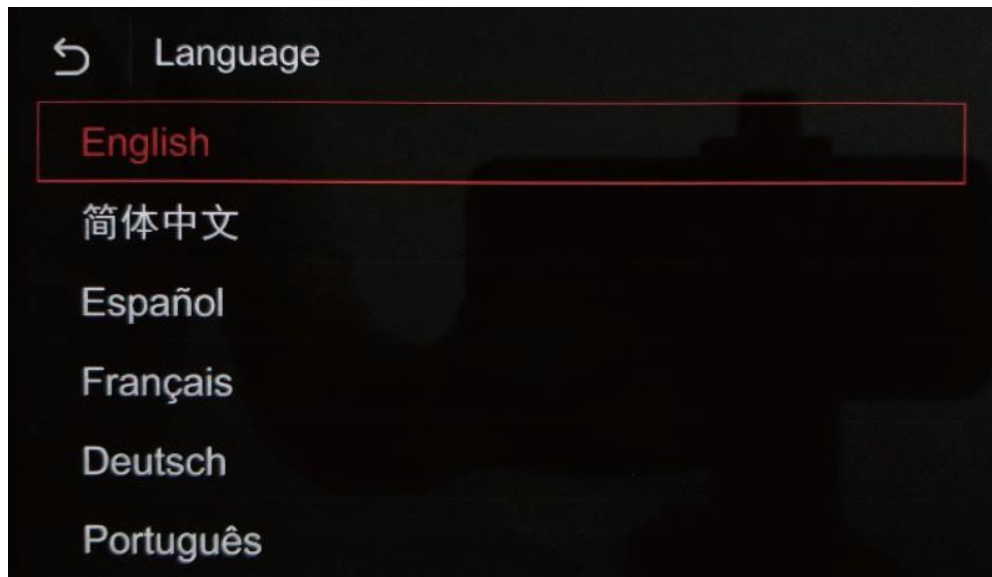 Language
English
简体中文
Español
Français
Deutsch
Português